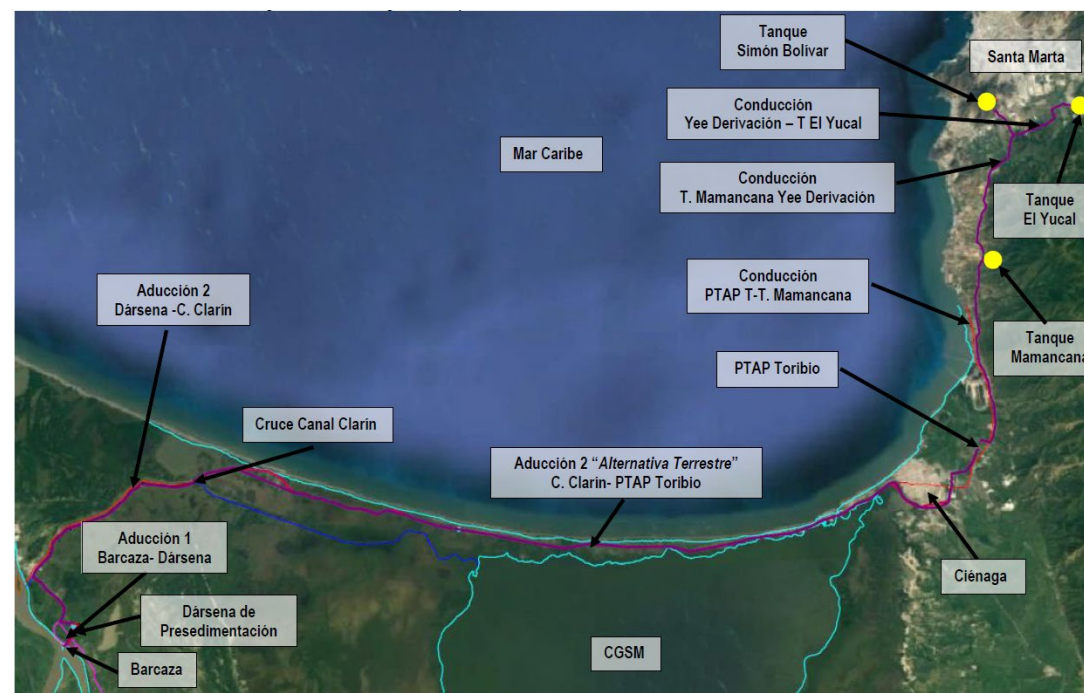 Tanque
Simón Bolívar
Santa Marta
Conducción
Yee Derivación – T El Yucal
Mar Caribe
Conducción
T. Mamancana Yee Derivación
Tanque
El Yucal
Conducción
PTAP T-T. Mamancana
Aducción 2
Dársena -C. Clarín
Tanque
Mamancana
PTAP Toribio
Cruce Canal Clarín
Aducción 2 “Alternativa Terrestre”
C. Clarín- PTAP Toribio
Aducción 1
Barcaza- Dársena
Ciénaga
Dársena de
Presedimentación
CGSM
Barcaza